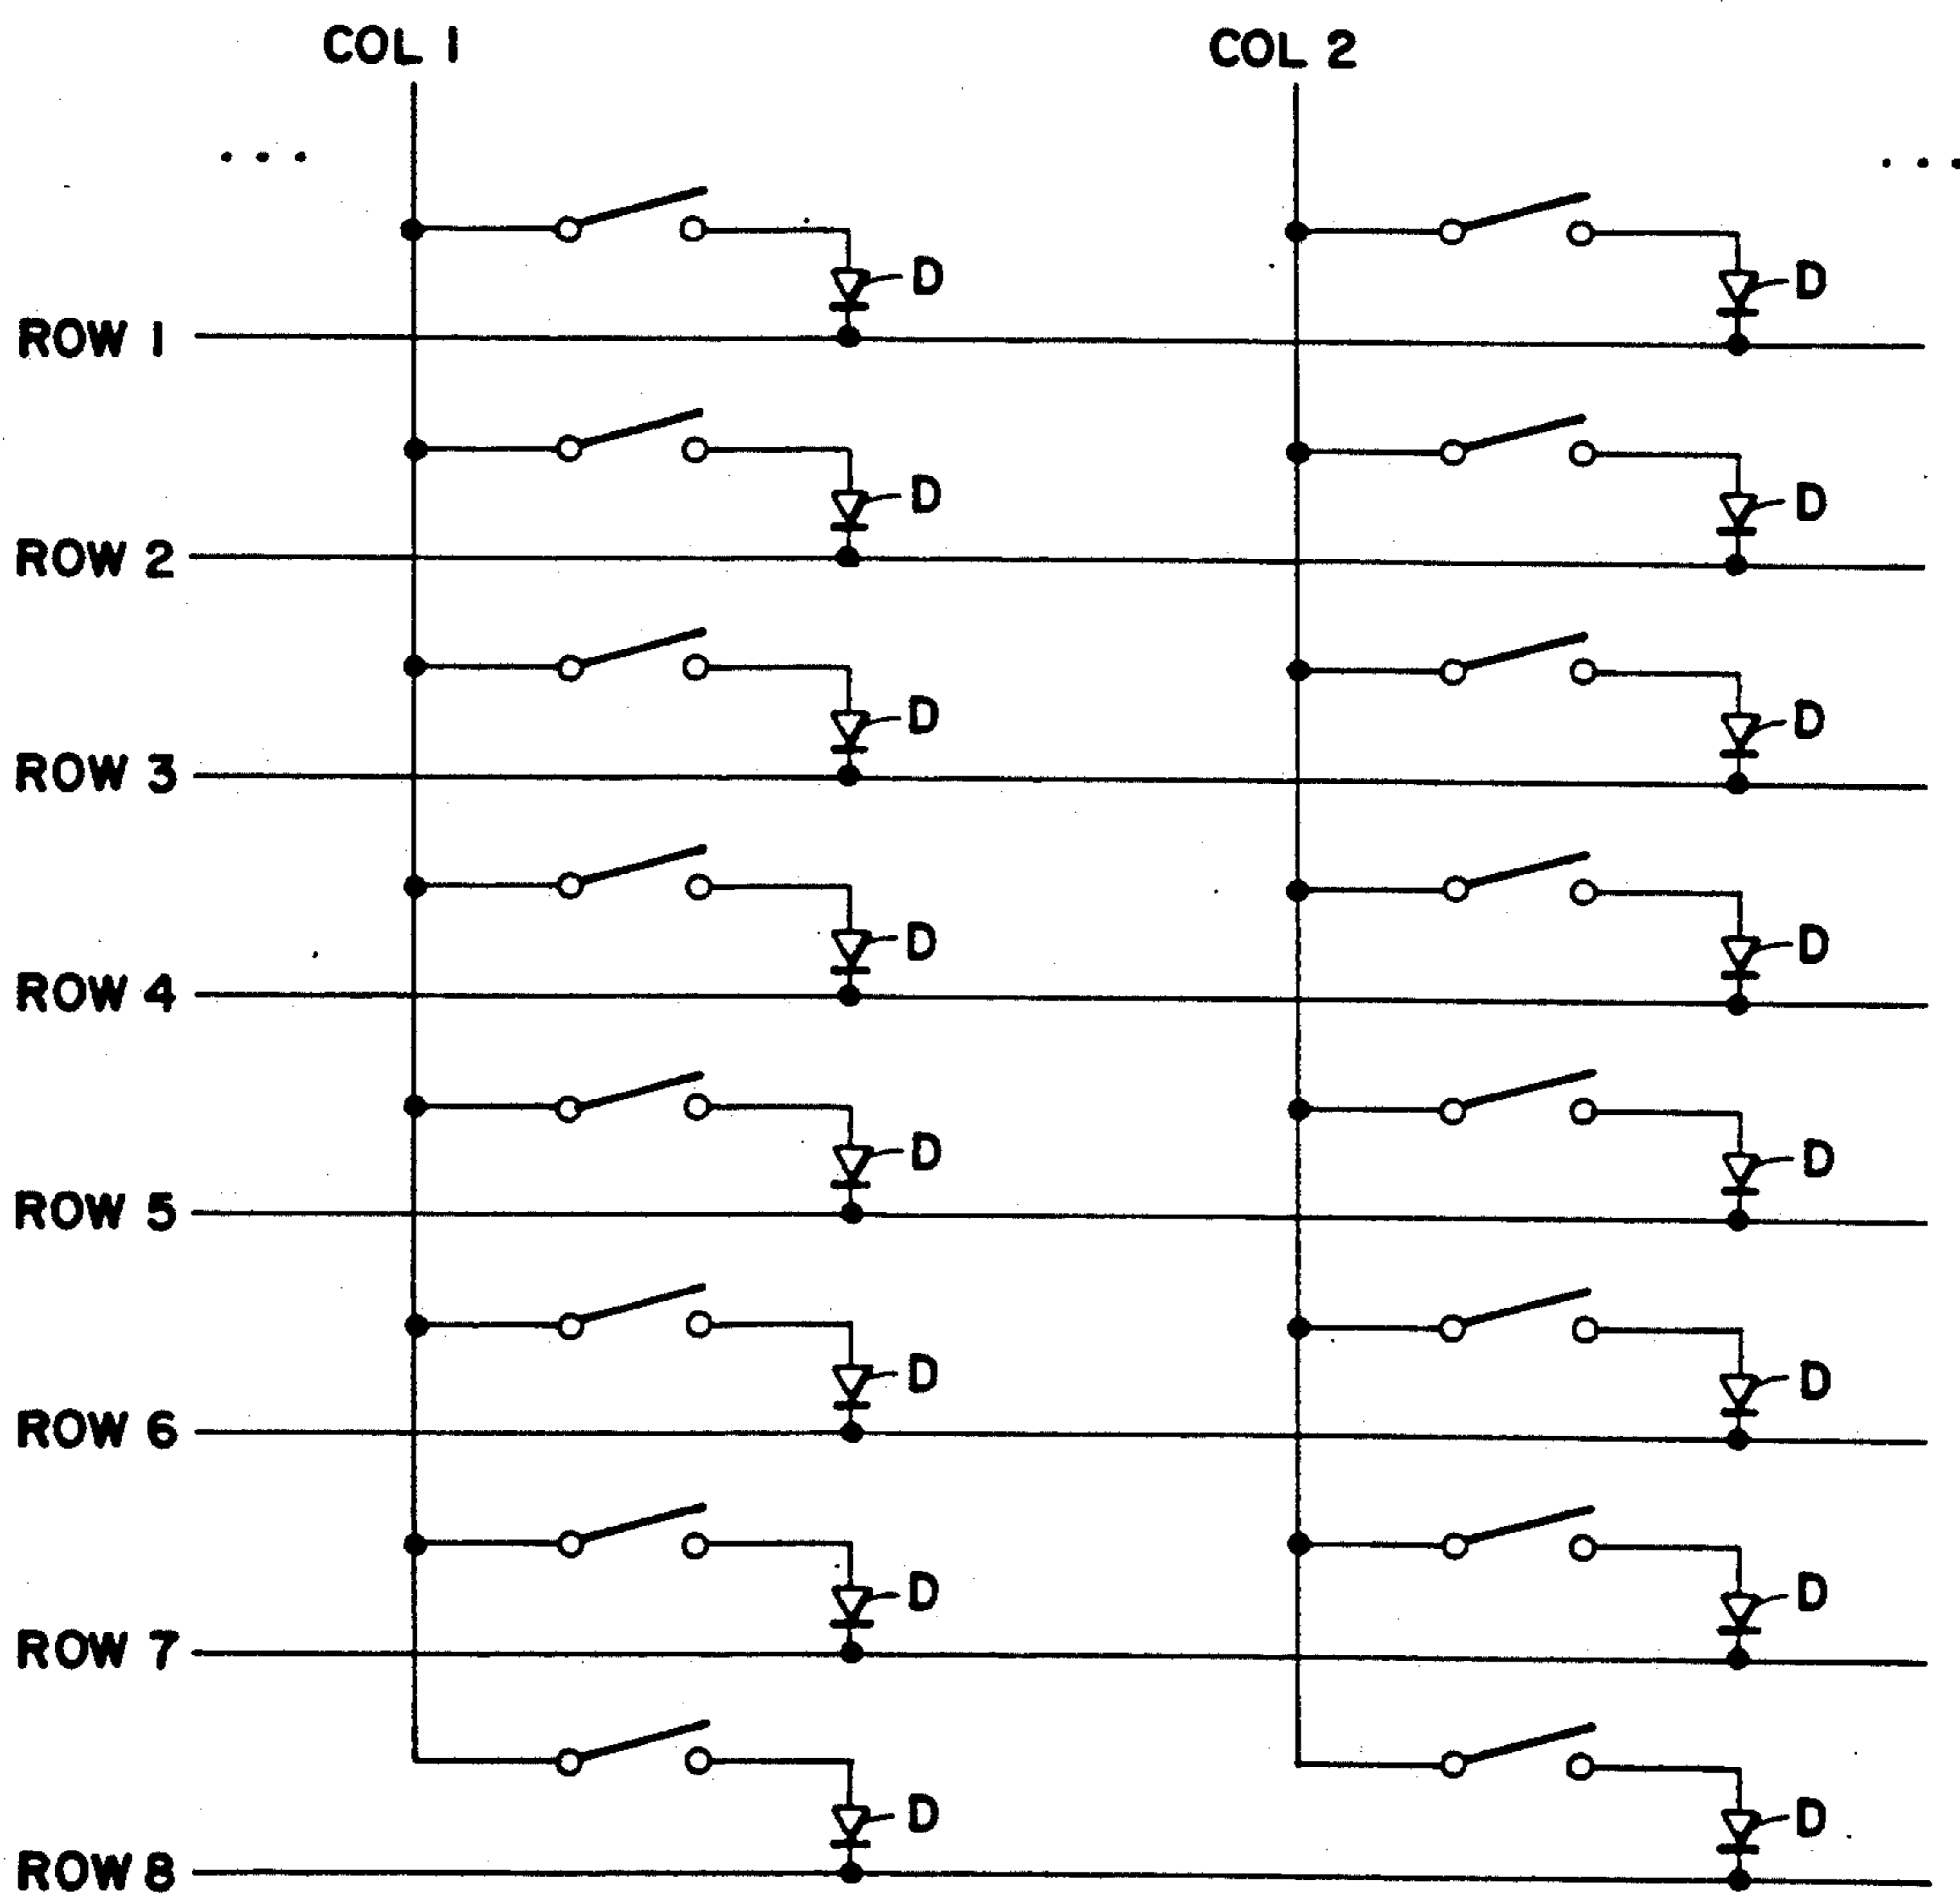 COL 1 COL 2
... ...
D D
ROW 1
D D
ROW 2
D D
ROW 3
D D
ROW 4
D D
ROW 5
D D
ROW 6
D D
ROW 7
D D
ROW 8